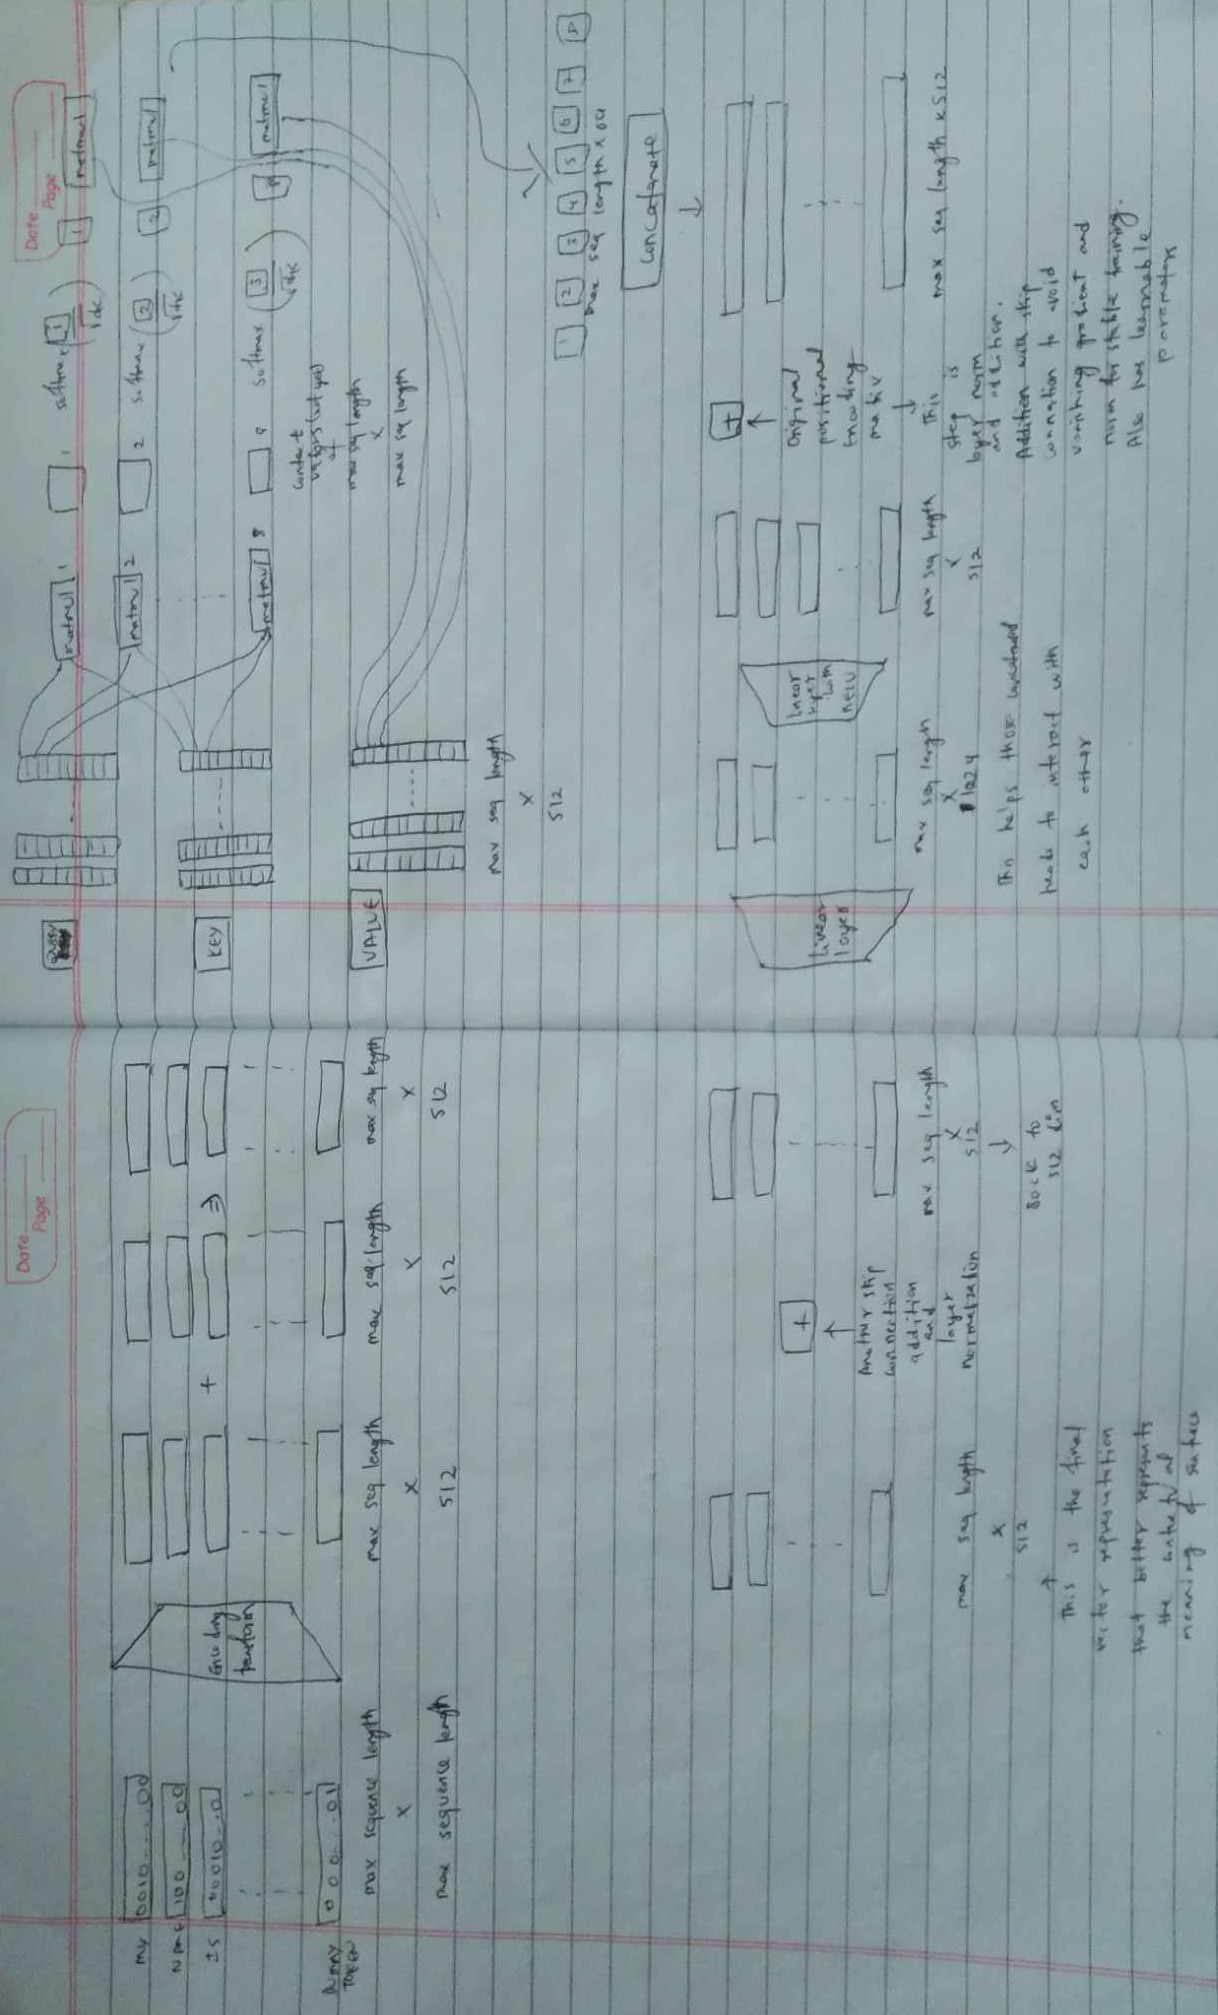 Date
Page
My 0010....00
Name 100....00
Is 00010..0
Dummy 000...01
TOKEN
Encoding
transform
+
⇒
max sequence length
x
max sequence length
max seq length
x
512
max seq length
x
512
max seq length
x
512
Date
Page
QUERY
matmul 1
1
softmax (1/√dk)
1
matmul
matmul 2
2
softmax (2/√dk)
2
matmul
KEY
matmul 8
8
softmax (3/√dk)
8
matmul
(not yet)
of
max seq length
x
max seq length
VALUE
max seq length
x
512
1 2 3 4 5 6 7 8
max seq length x 64
concatenate
↓
max seq length x 512
+
↑
Original
positional
Encoding
matrix
↓
This
step is
layer norm
and addition.
Addition with skip
connection to avoid
vanishing gradient and
norm for stable training.
Also has learnable
parameters
max seq length
x
512
linear
layer
with
RELU
max seq length
x
1024
This helps those concatenated
heads to interact with
each other
linear
layer
max seq length
x
512
↓
Back to
512 dim
+
↑
Another skip
connection
addition
and
layer
normalization
max seq length
x
512
↑
This is the final
vector representation
that better represents
the contextual
meaning of sentence